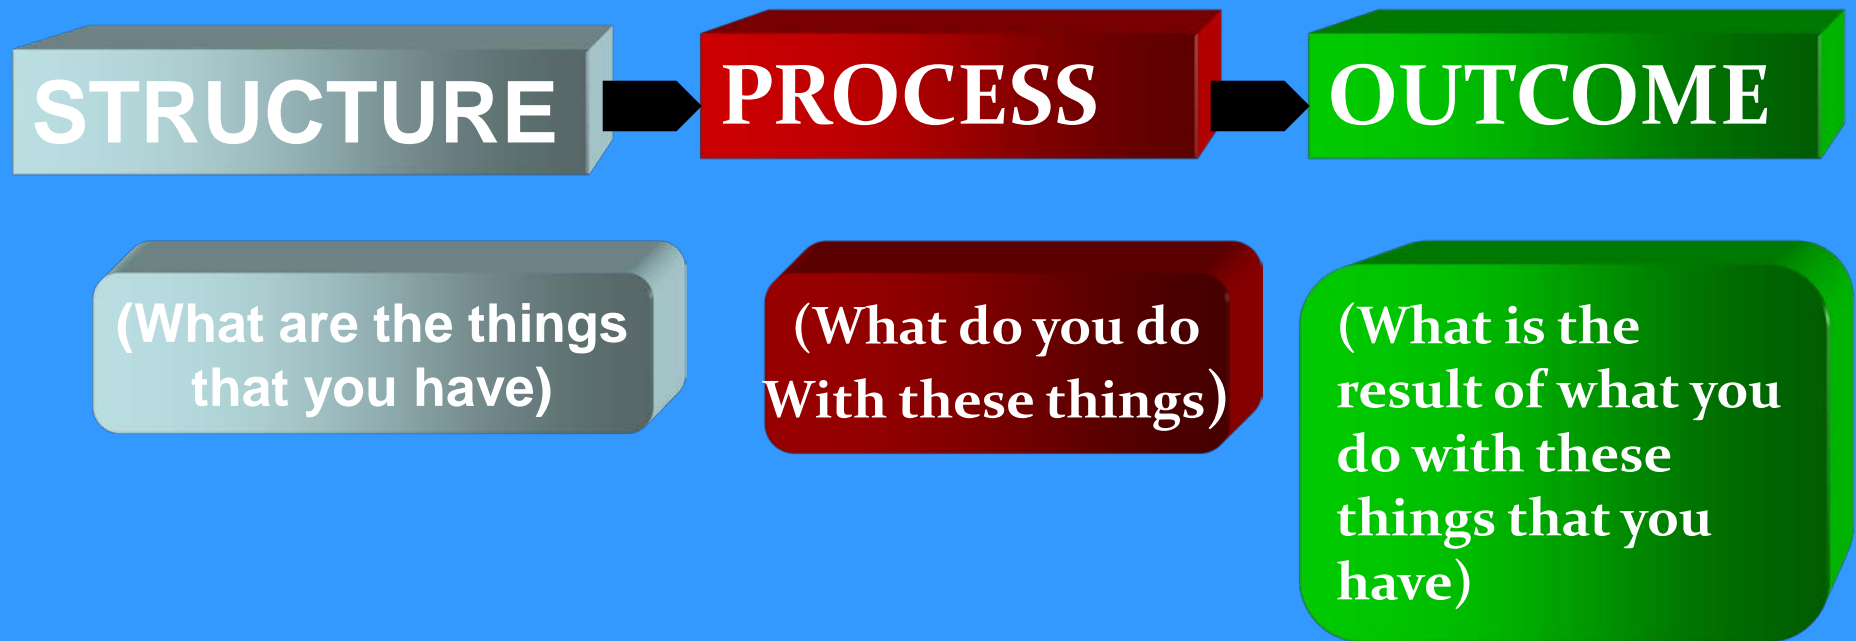 STRUCTURE
PROCESS
OUTCOME
(What are the things
that you have)
(What do you do
With these things)
(What is the
result of what you
do with these
things that you
have)